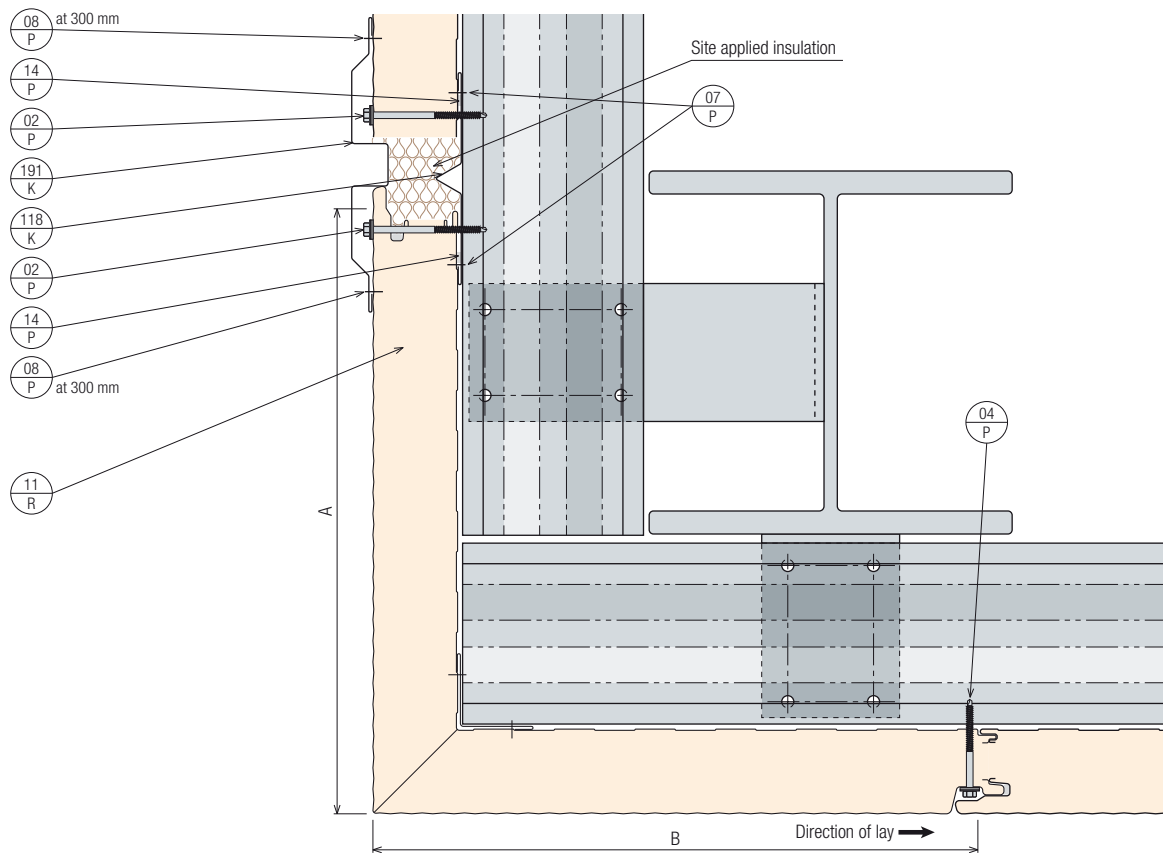 08
P
at 300 mm
14
P
02
P
191
K
118
K
02
P
14
P
08
P
at 300 mm
11
R
Site applied insulation
07
P
04
P
A
B
Direction of lay